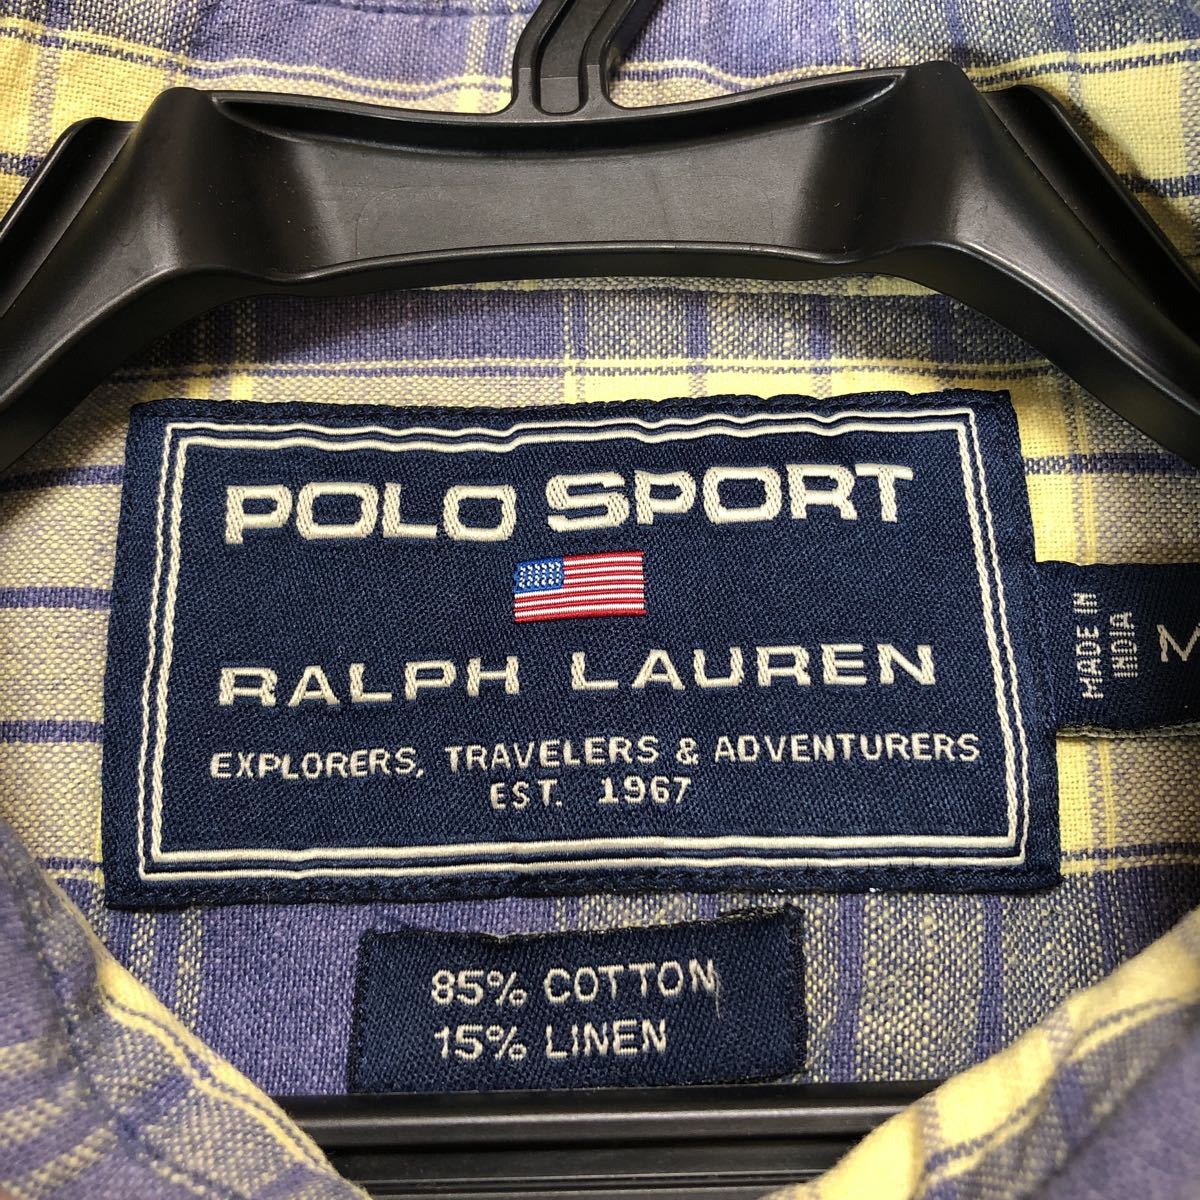 POLO SPORT
RALPH LAUREN
EXPLORERS, TRAVELERS & ADVENTURERS
EST. 1967
MADE IN
INDIA
M
85% COTTON
15% LINEN